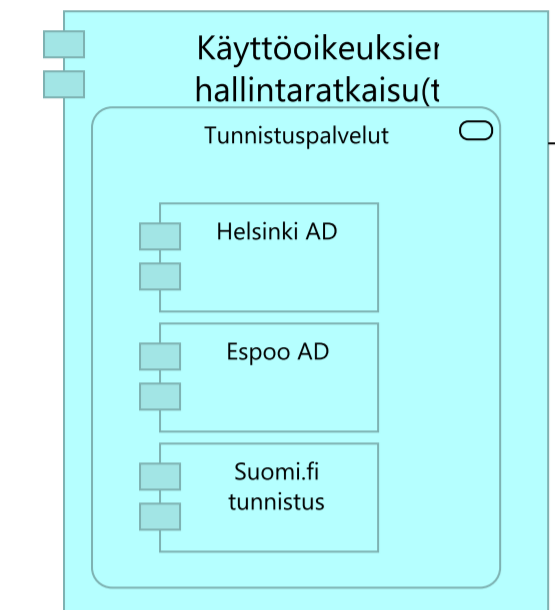 Käyttöoikeuksien
hallintaratkaisu(t
Tunnistuspalvelut
Helsinki AD
Espoo AD
Suomi.fi
tunnistus